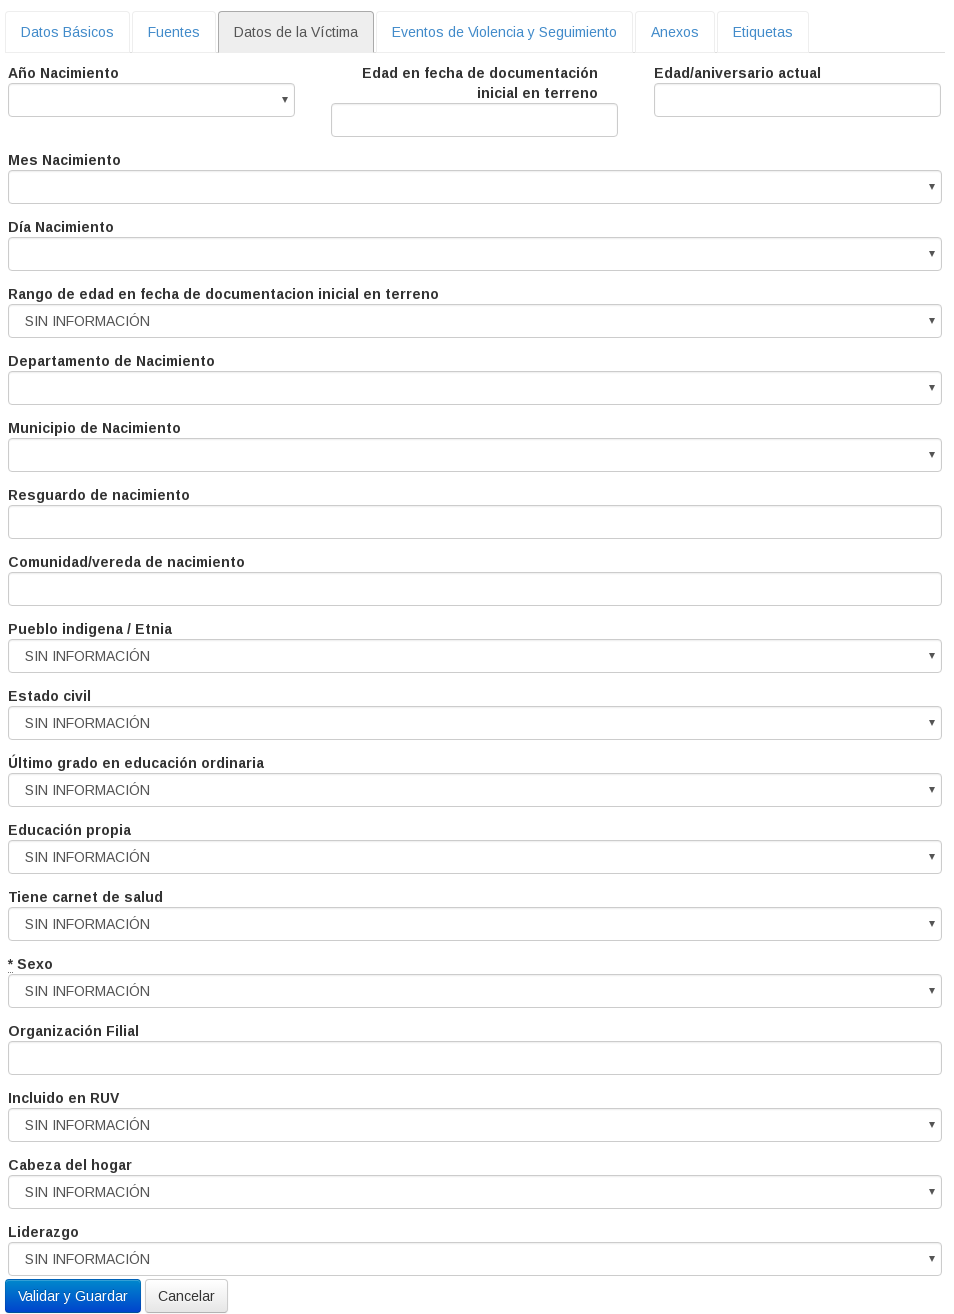 Datos Básicos Fuentes Datos de la Víctima Eventos de Violencia y Seguimiento Anexos Etiquetas
Año Nacimiento
Edad en fecha de documentación
inicial en terreno
Edad/aniversario actual
Mes Nacimiento
Día Nacimiento
Rango de edad en fecha de documentacion inicial en terreno
SIN INFORMACIÓN
Departamento de Nacimiento
Municipio de Nacimiento
Resguardo de nacimiento
Comunidad/vereda de nacimiento
Pueblo indigena / Etnia
SIN INFORMACIÓN
Estado civil
SIN INFORMACIÓN
Último grado en educación ordinaria
SIN INFORMACIÓN
Educación propia
SIN INFORMACIÓN
Tiene carnet de salud
SIN INFORMACIÓN
* Sexo
SIN INFORMACIÓN
Organización Filial
Incluido en RUV
SIN INFORMACIÓN
Cabeza del hogar
SIN INFORMACIÓN
Liderazgo
SIN INFORMACIÓN
Validar y Guardar Cancelar